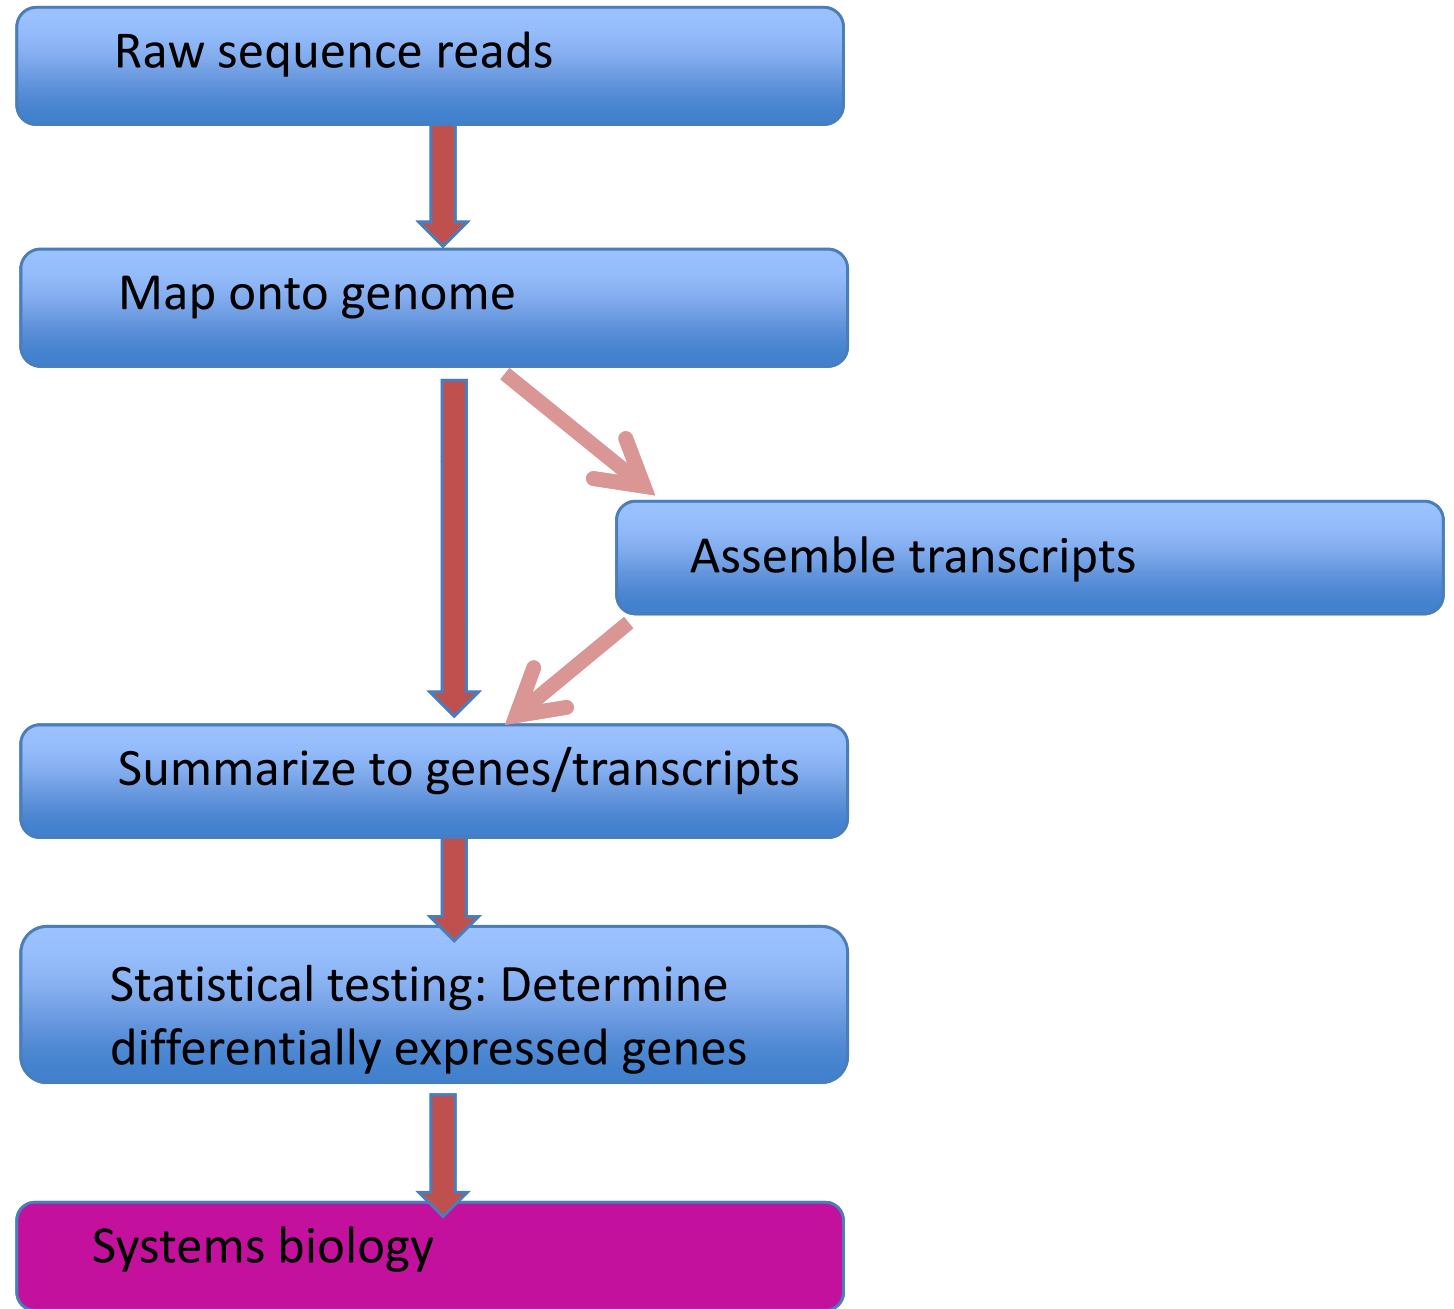 Raw sequence reads
Map onto genome
Assemble transcripts
Summarize to genes/transcripts
Statistical testing: Determine
differentially expressed genes
Systems biology